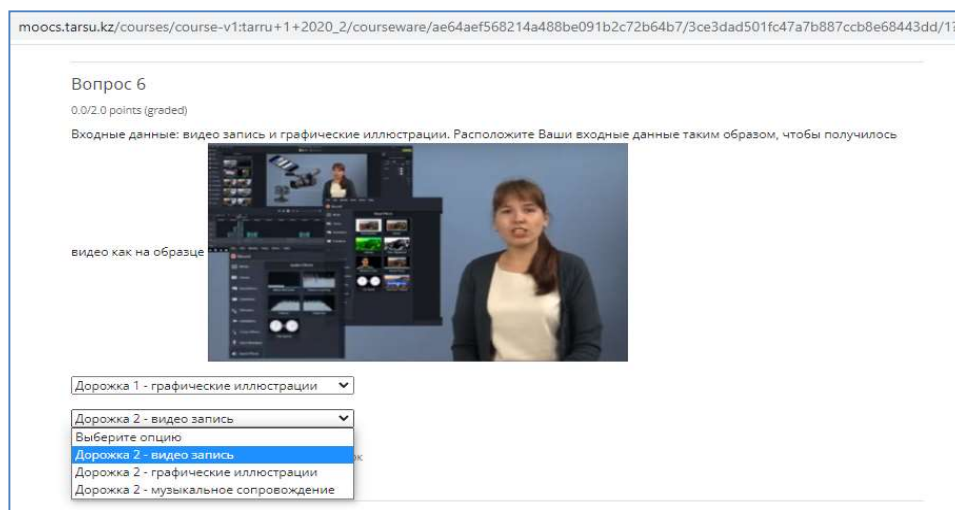 moocs.tarsu.kz/courses/course-v1:tarru+1+2020_2/courseware/ae64aef568214a488be091b2c72b64b7/3ce3dad501fc47a7b887ccb8e68443dd/1?
Вопрос 6
0.0/2.0 points (graded)
Входные данные: видео запись и графические иллюстрации. Расположите Ваши входные данные таким образом, чтобы получилось
видео как на образце
Дорожка 1 - графические иллюстрации
Дорожка 2 - видео запись
Выберите опцию
Дорожка 2 - видео запись
Дорожка 2 - графические иллюстрации
Дорожка 2 - музыкальное сопровождение